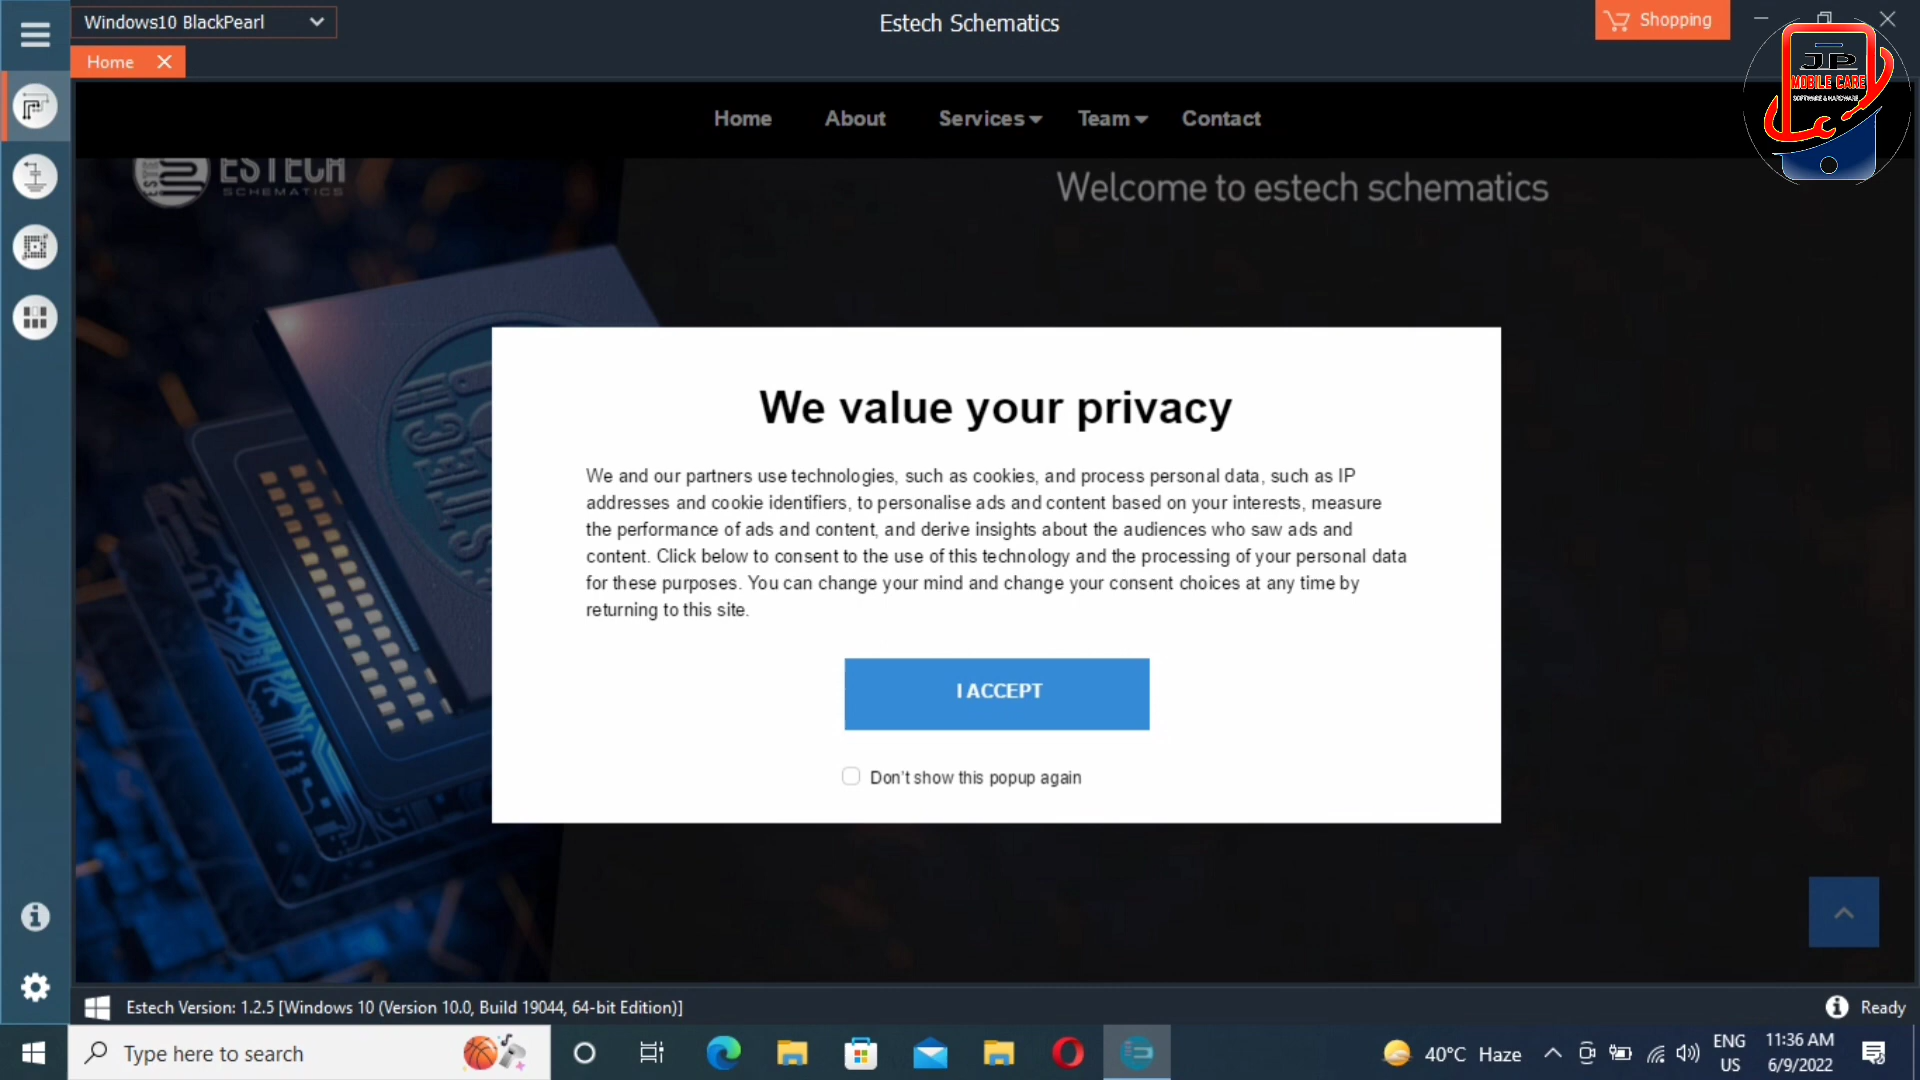 Windows10 BlackPearl
Estech Schematics
Shopping
Home
JP
MOBILE CARE
SOFTWARE & HARDWARE
Home About Services Team Contact
ESTECH
SCHEMATICS
Welcome to estech schematics
We value your privacy
We and our partners use technologies, such as cookies, and process personal data, such as IP
addresses and cookie identifiers, to personalise ads and content based on your interests, measure
the performance of ads and content, and derive insights about the audiences who saw ads and
content. Click below to consent to the use of this technology and the processing of your personal data
for these purposes. You can change your mind and change your consent choices at any time by
returning to this site.
I ACCEPT
Don't show this popup again
Estech Version: 1.2.5 [Windows 10 (Version 10.0, Build 19044, 64-bit Edition)]
Ready
Type here to search
40°C Haze
ENG
US
11:36 AM
6/9/2022